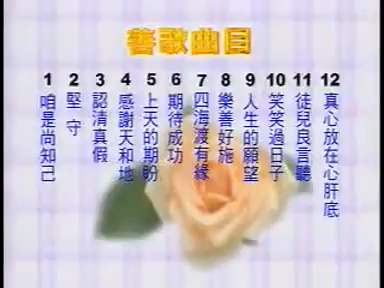 善歌曲目
1 咱是尚知己
2 堅守
3 認清真假
4 感謝天和地
5 上天的期盼
6 期待成功
7 四海渡有緣
8 樂善好施
9 人生的願望
10 笑笑過日子
11 徒兒良言聽
12 真心放在心肝底